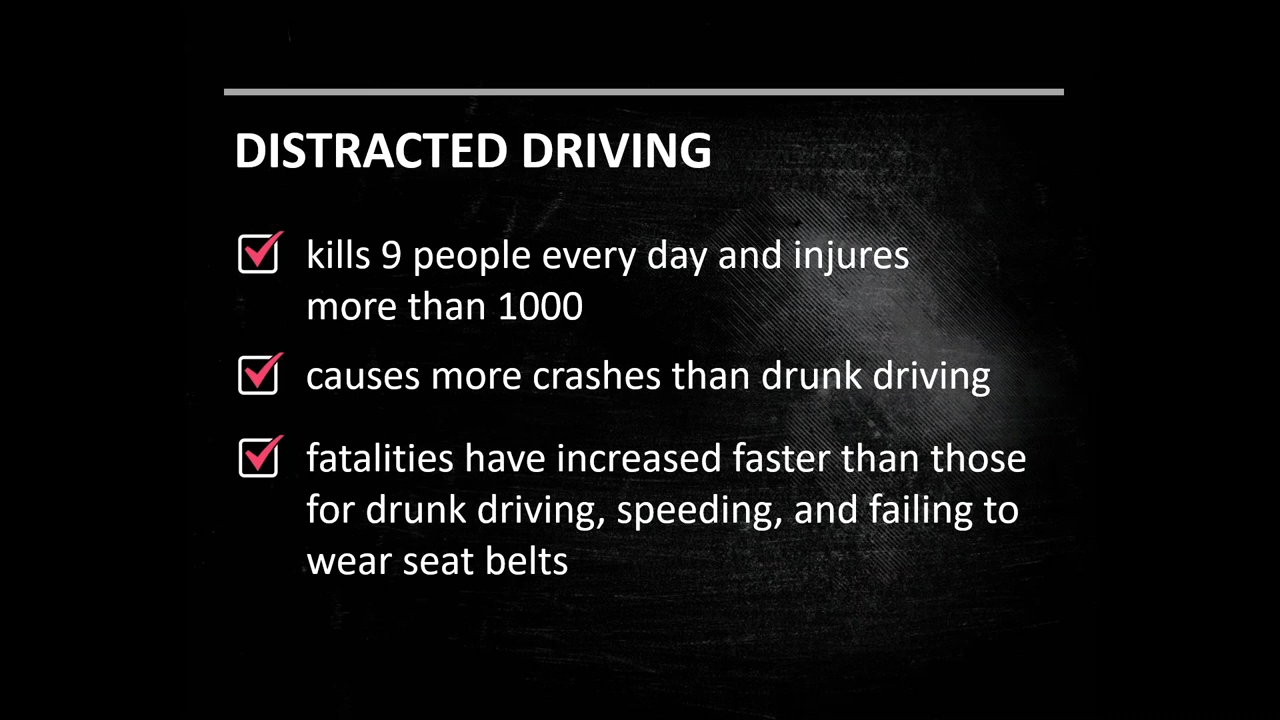 DISTRACTED DRIVING
kills 9 people every day and injures
more than 1000
causes more crashes than drunk driving
fatalities have increased faster than those
for drunk driving, speeding, and failing to
wear seat belts